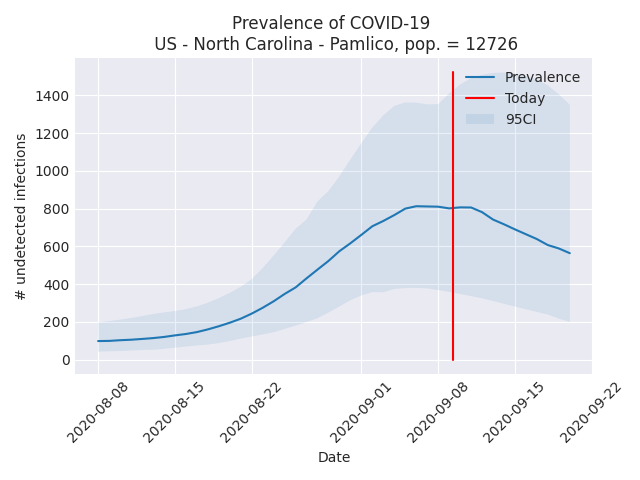 Prevalence of COVID-19
US - North Carolina - Pamlico, pop. = 12726
Prevalence
Today
95CI
1400
1200
1000
800
600
400
200
0
# undetected infections
2020-08-08
2020-08-15
2020-08-22
2020-09-01
2020-09-08
2020-09-15
2020-09-22
Date